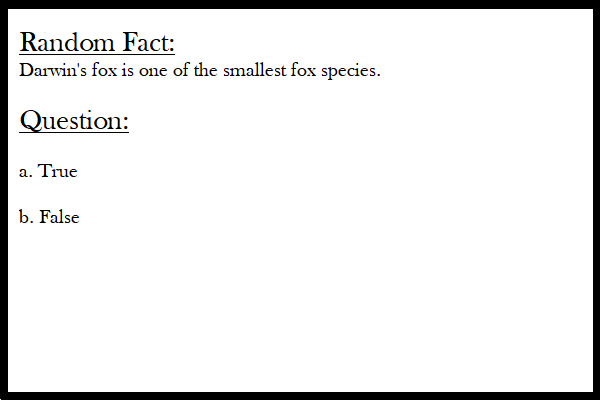 Random Fact:
Darwin's fox is one of the smallest fox species.
Question:
a. True
b. False